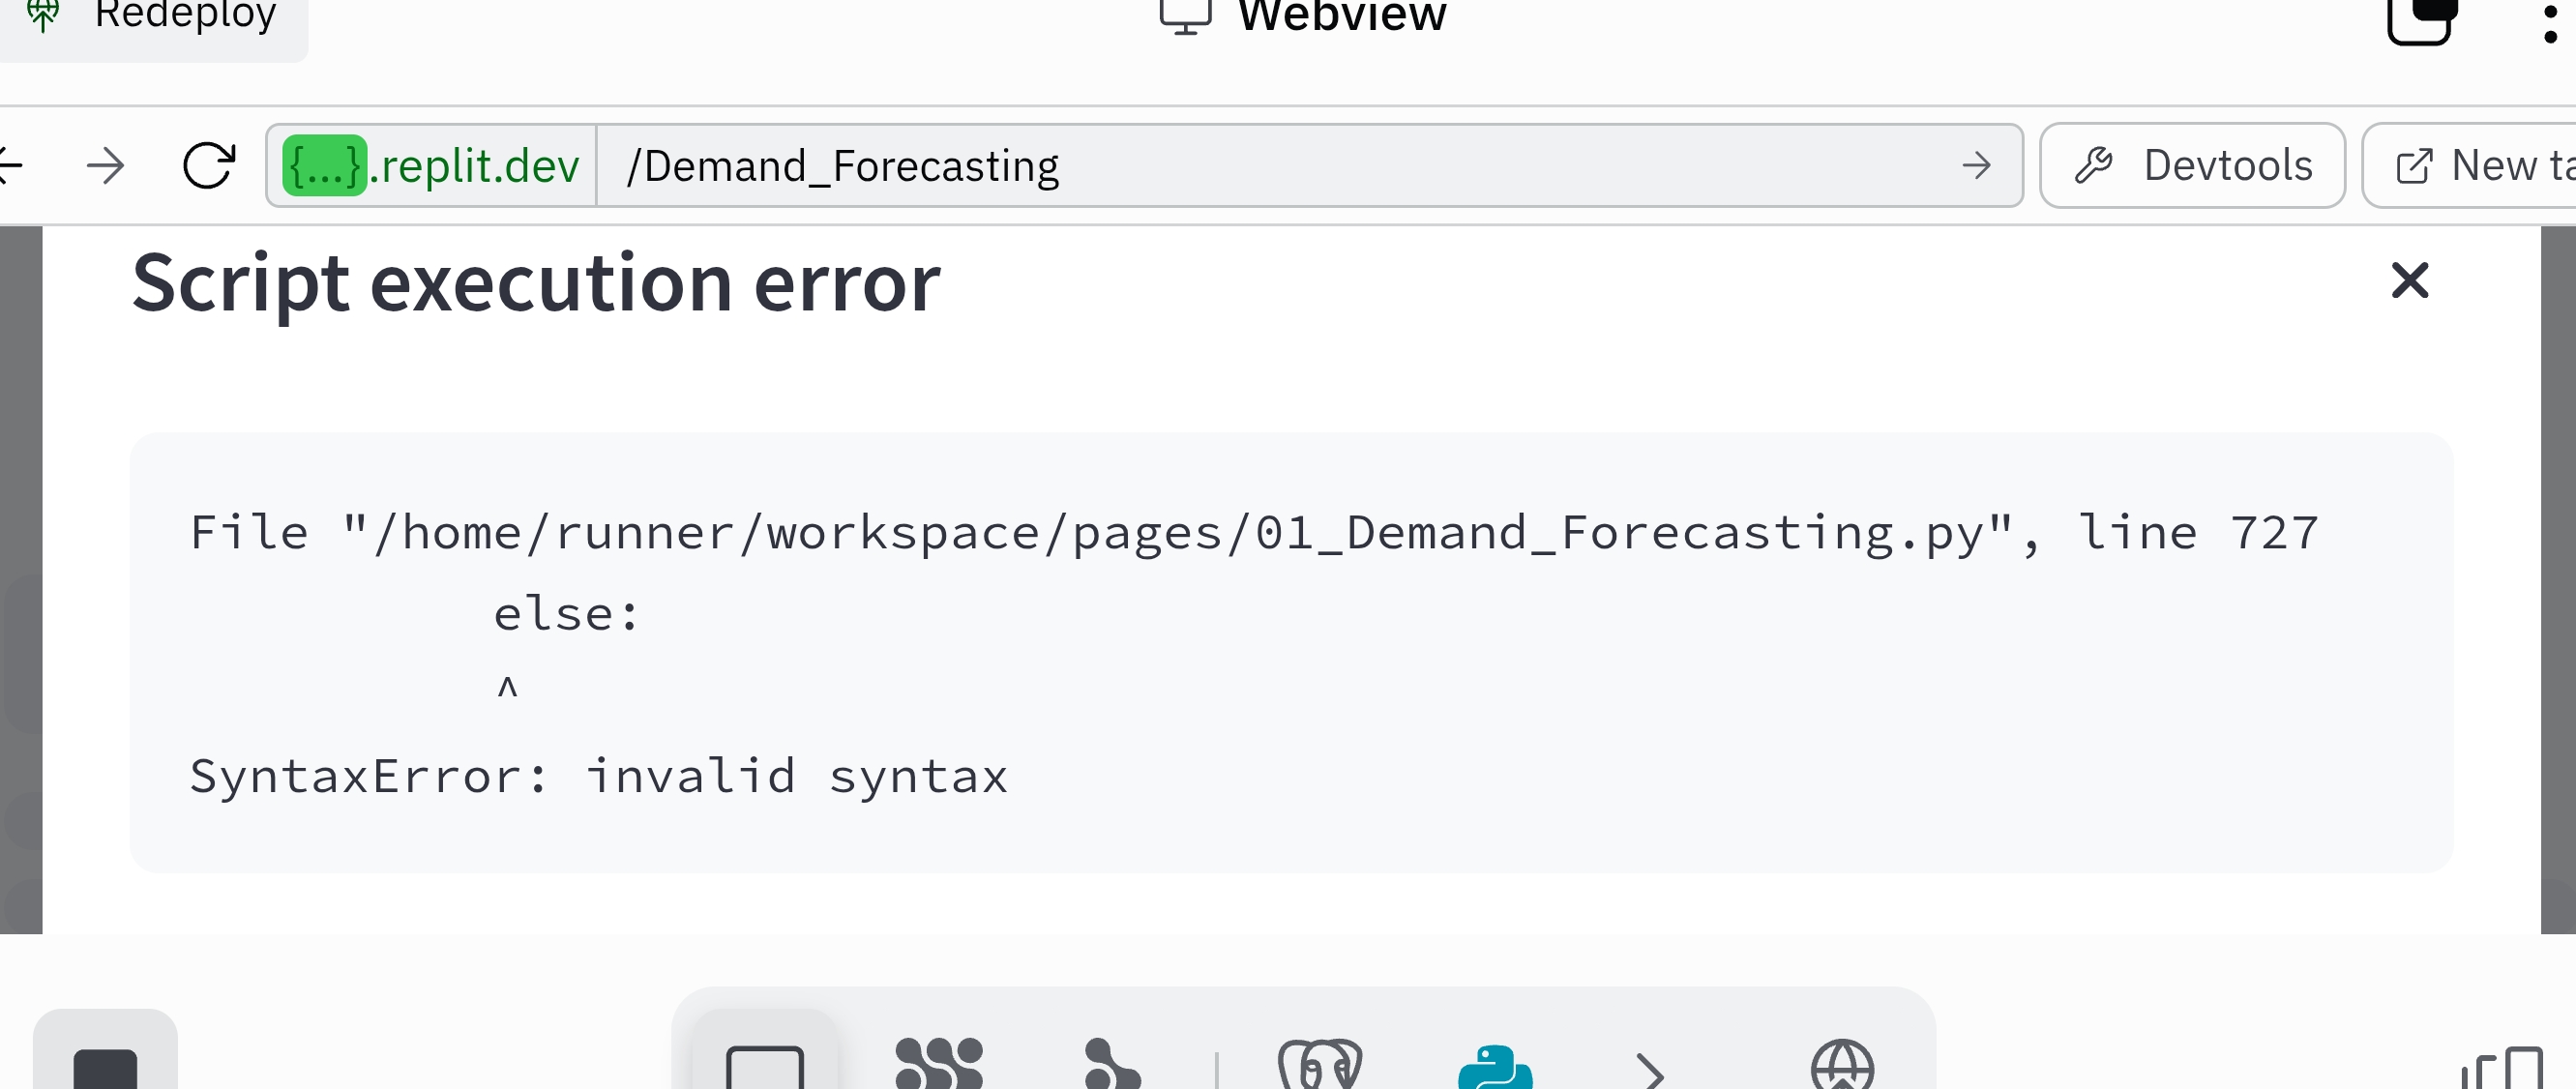 Redeploy
Webview
{...}.replit.dev
/Demand_Forecasting
Devtools
New ta
Script execution error
File "/home/runner/workspace/pages/01_Demand_Forecasting.py", line 727
else:
^
SyntaxError: invalid syntax